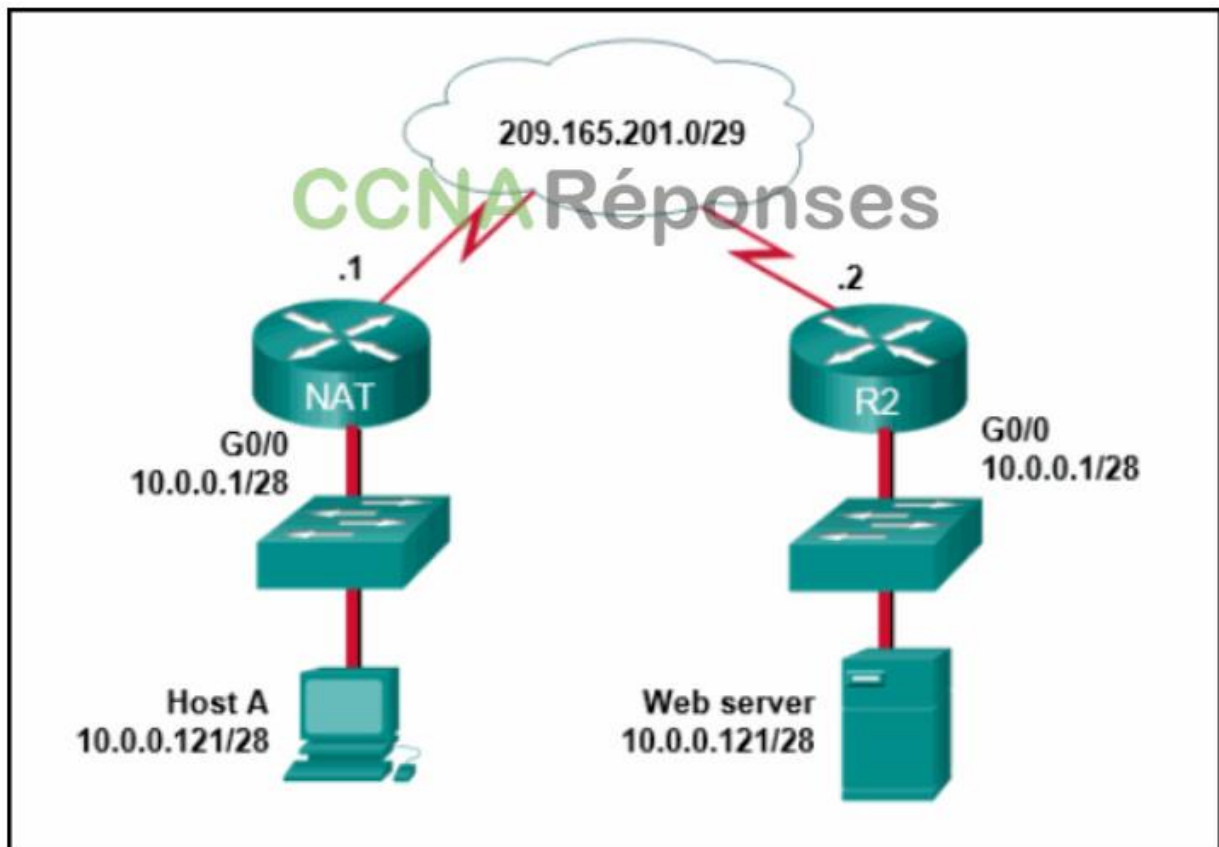 209.165.201.0/29
CCNA Réponses
.1
.2
NAT
R2
G0/0
10.0.0.1/28
G0/0
10.0.0.1/28
Host A
10.0.0.121/28
Web server
10.0.0.121/28